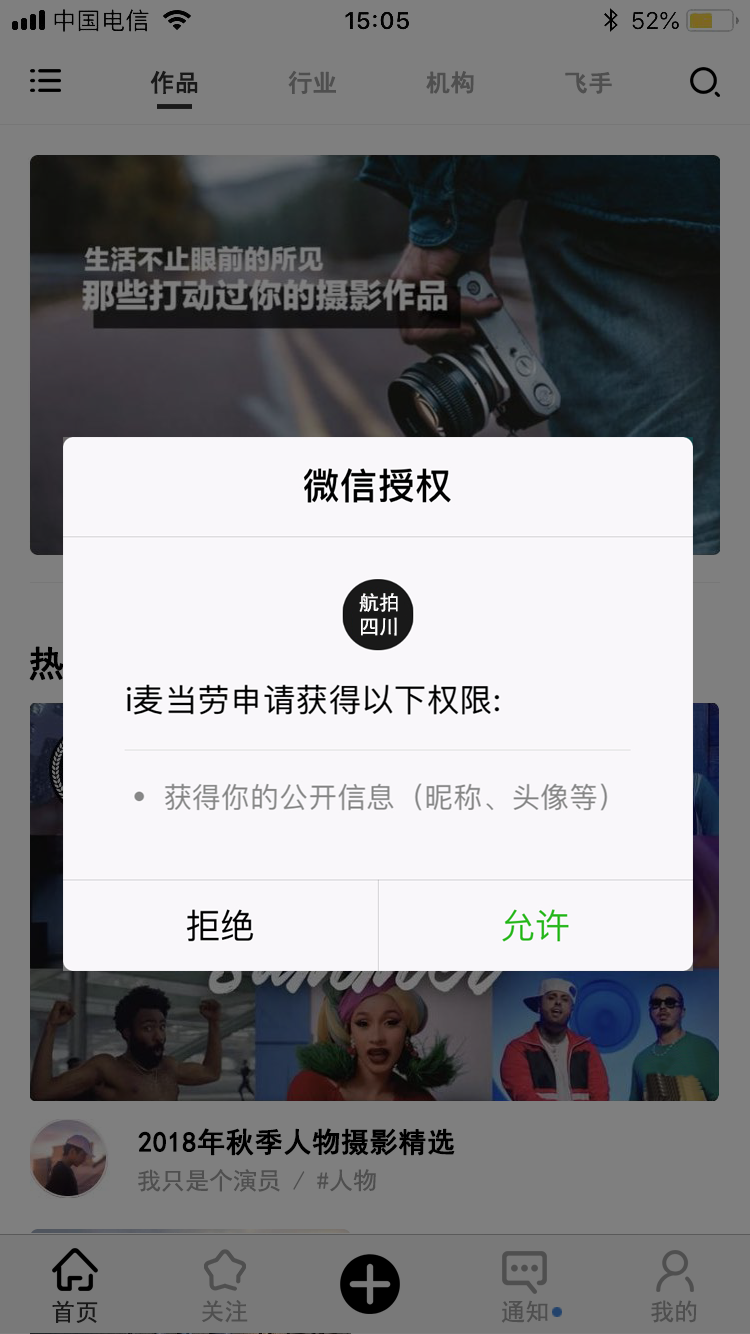 中国电信
15:05
52%
作品
行业
机构
飞手
生活不止眼前的所见
那些打动过你的摄影作品
微信授权
航拍
四川
i麦当劳申请获得以下权限:
• 获得你的公开信息（昵称、头像等）
拒绝
允许
热
summer
2018年秋季人物摄影精选
我只是个演员 / #人物
首页
关注
通知
我的